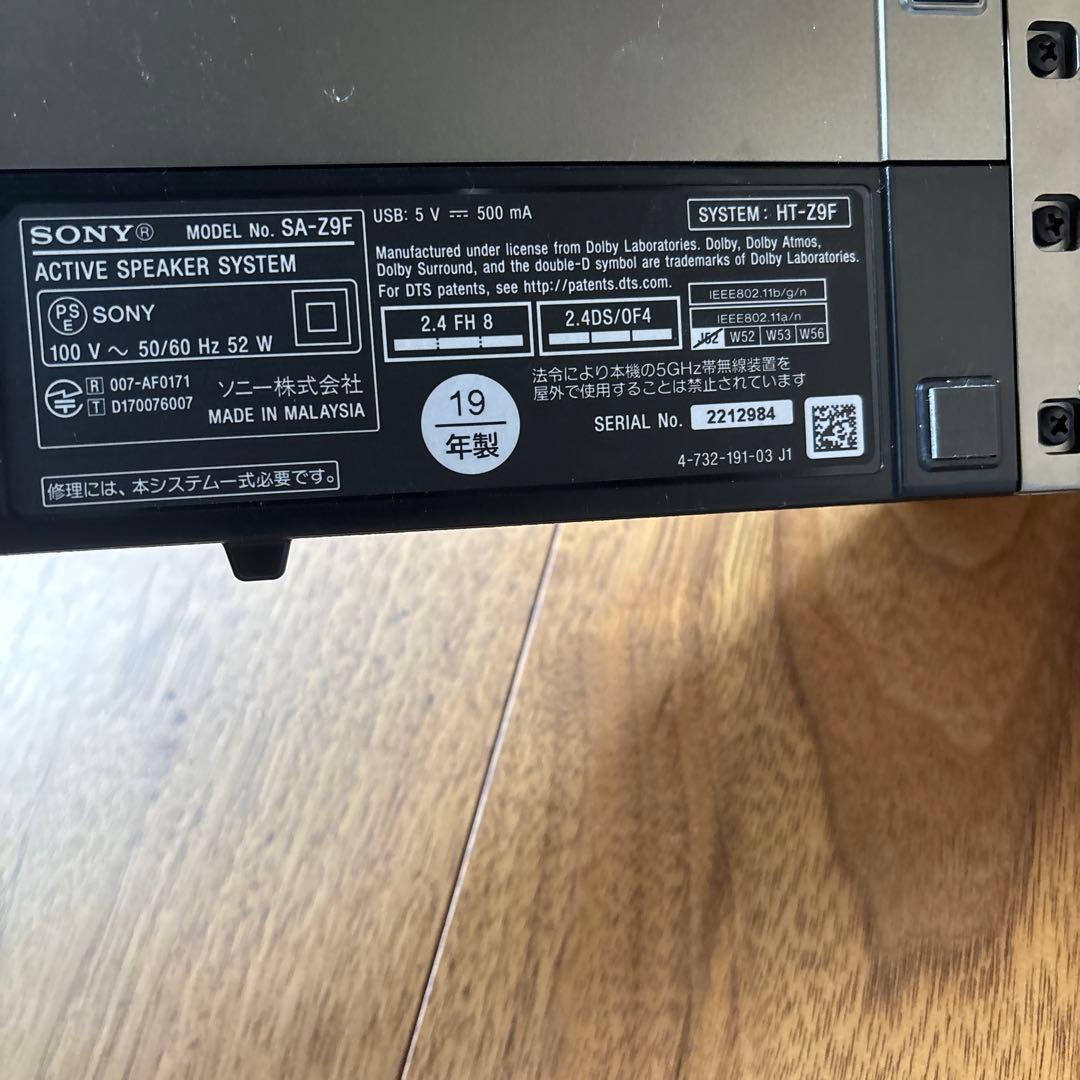 SONY® MODEL No. SA-Z9F
ACTIVE SPEAKER SYSTEM
PSE SONY
100 V ~ 50/60 Hz 52 W
R 007-AF0171
T D170076007
ソニー株式会社
MADE IN MALAYSIA
修理には、本システム一式必要です。
USB: 5 V ⎓ 500 mA
SYSTEM : HT-Z9F
Manufactured under license from Dolby Laboratories. Dolby, Dolby Atmos,
Dolby Surround, and the double-D symbol are trademarks of Dolby Laboratories.
For DTS patents, see http://patents.dts.com.
2.4 FH 8
2.4DS/OF4
IEEE802.11b/g/n
IEEE802.11a/n
J52 W52 W53 W56
法令により本機の5GHz帯無線装置を
屋外で使用することは禁止されています
19
年製
SERIAL No. 2212984
4-732-191-03 J1